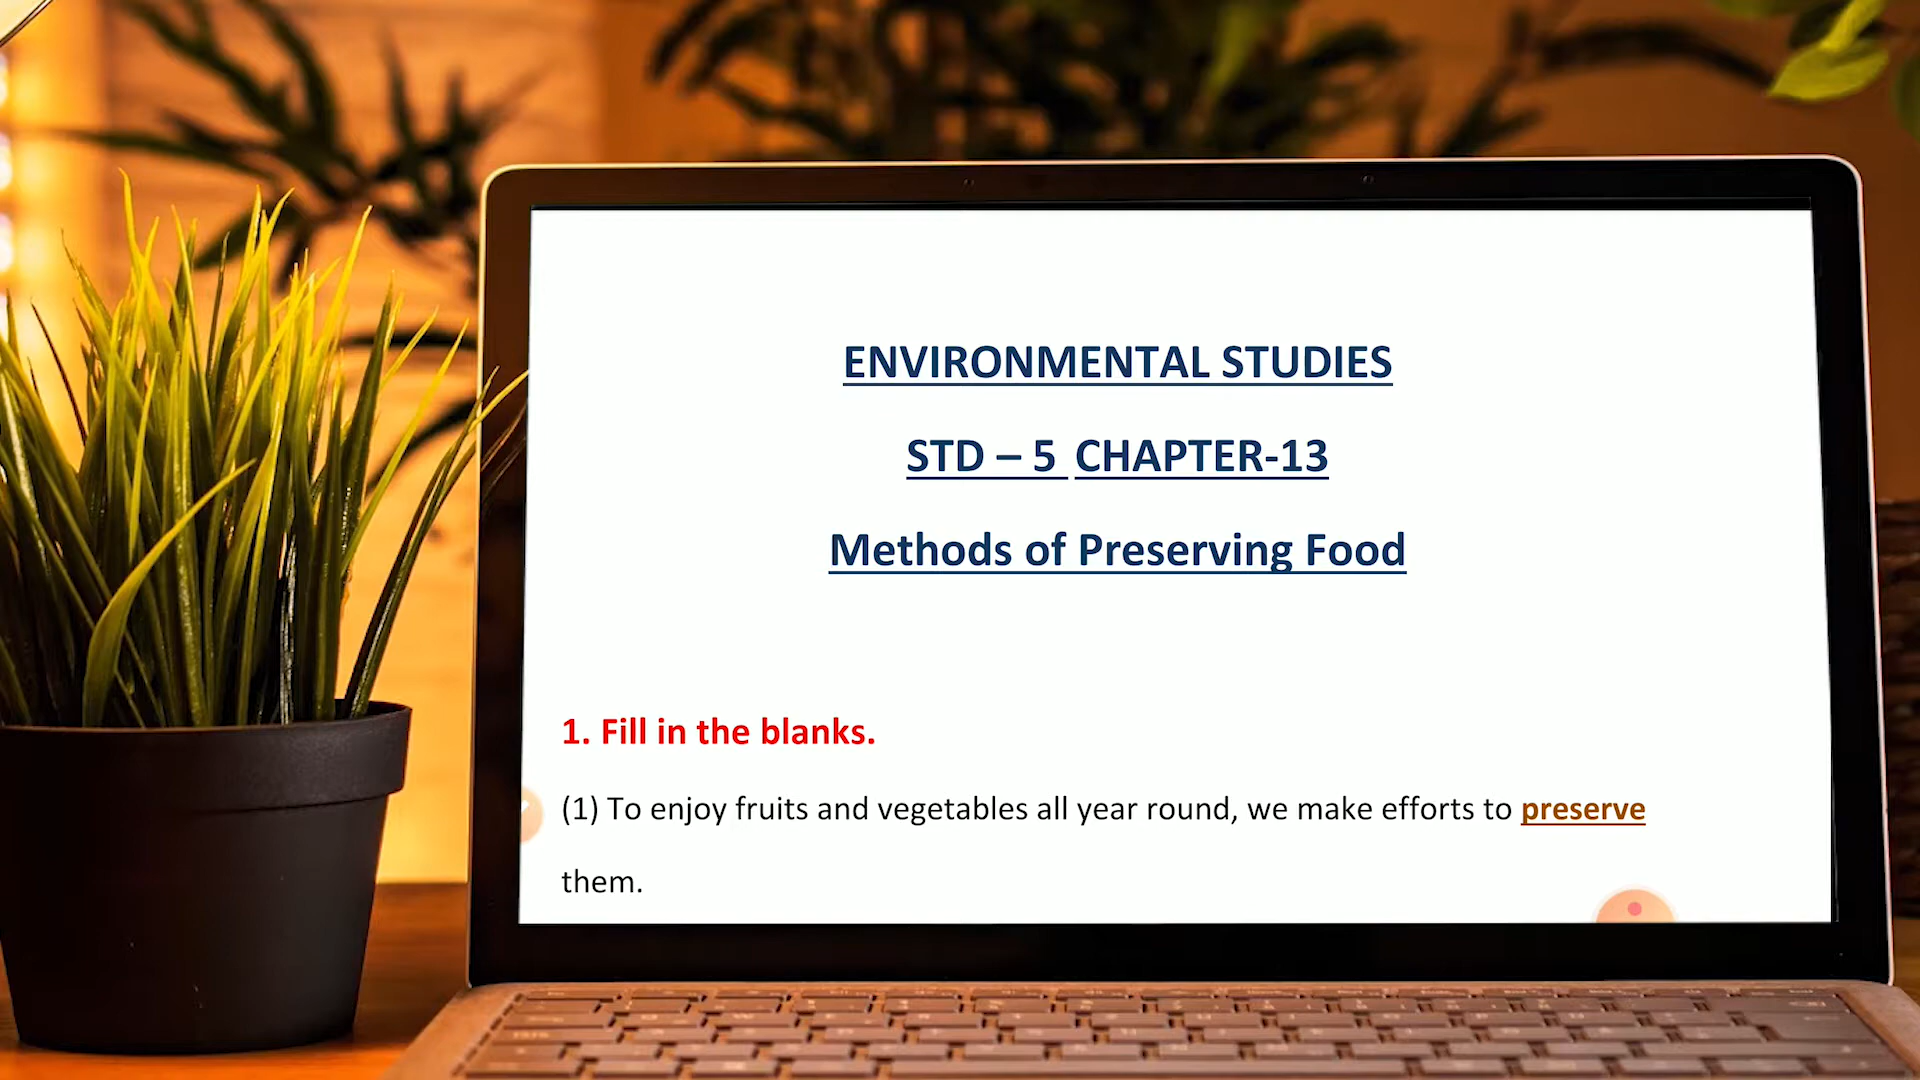 ENVIRONMENTAL STUDIES
STD – 5 CHAPTER-13
Methods of Preserving Food
1. Fill in the blanks.
(1) To enjoy fruits and vegetables all year round, we make efforts to preserve
them.